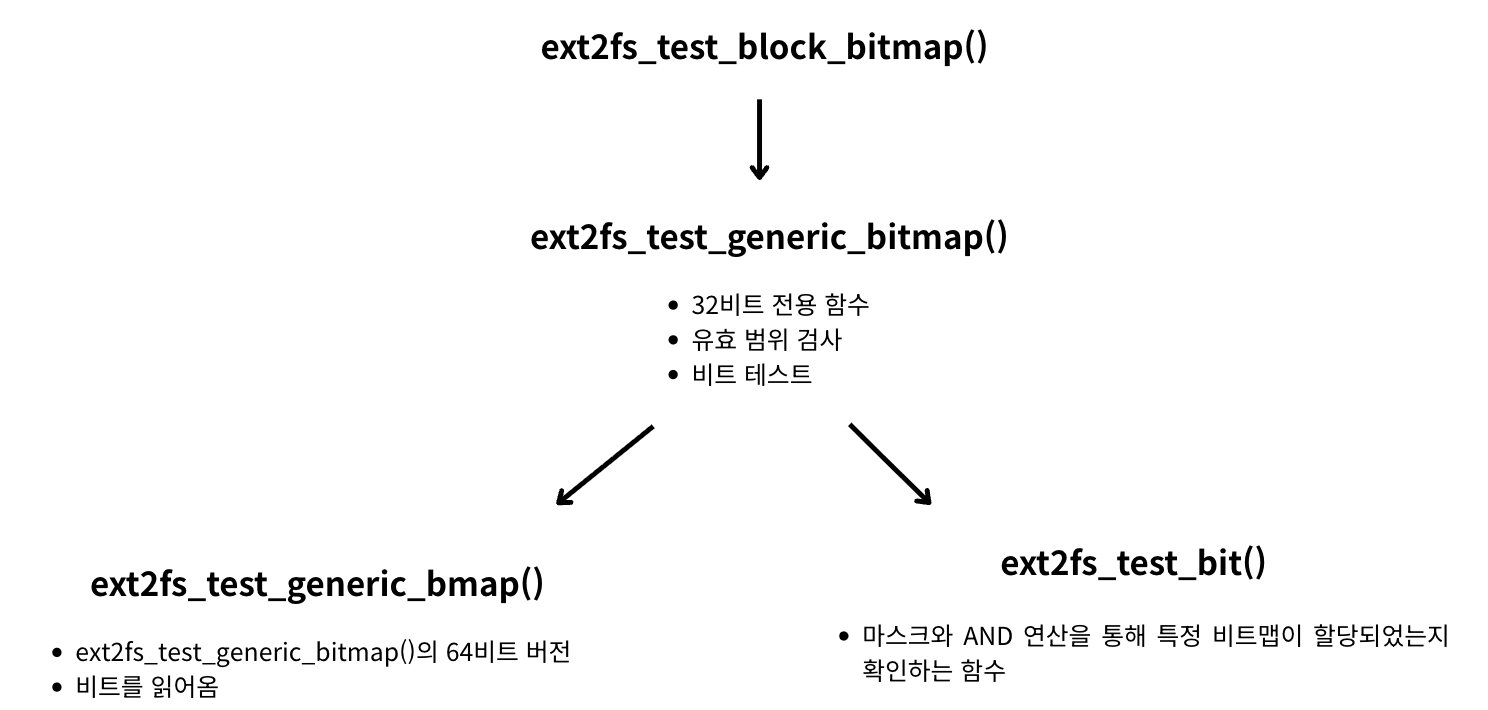 ext2fs_test_block_bitmap()
ext2fs_test_generic_bitmap()
• 32비트 전용 함수
• 유효 범위 검사
• 비트 테스트
ext2fs_test_generic_bmap()
• ext2fs_test_generic_bitmap()의 64비트 버전
• 비트를 읽어옴
ext2fs_test_bit()
• 마스크와 AND 연산을 통해 특정 비트맵이 할당되었는지
확인하는 함수